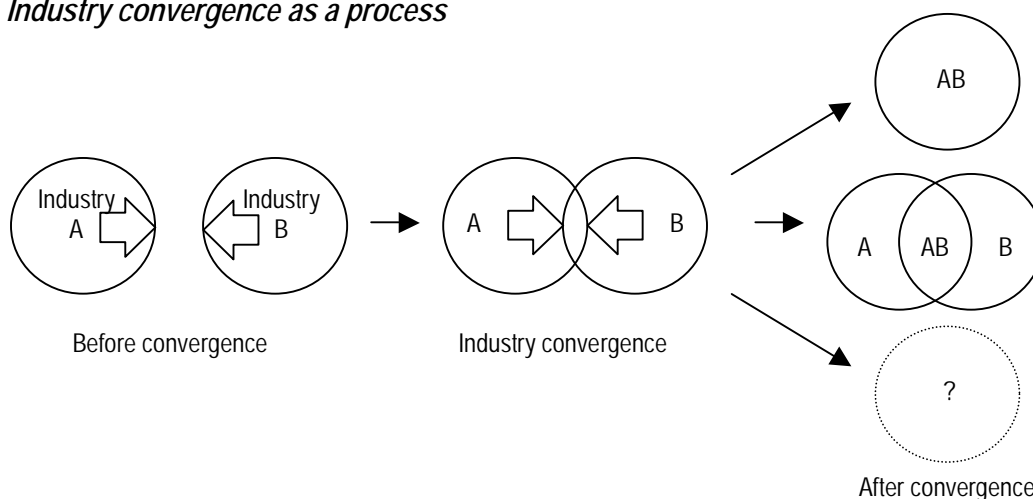 Industry convergence as a process
AB
Industry
A
Industry
B
A
B
A
AB
B
Before convergence
Industry convergence
?
After convergence